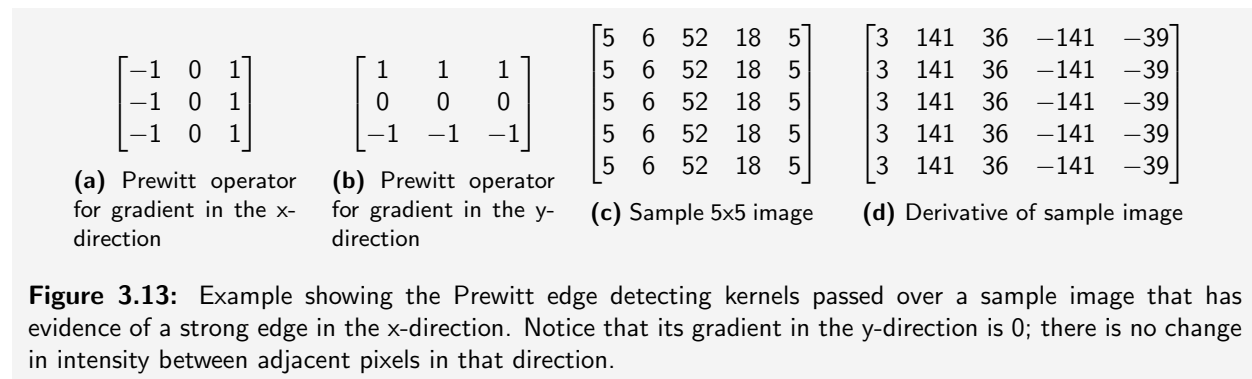 [-1 0 1]
[-1 0 1]
[-1 0 1]
(a) Prewitt operator
for gradient in the x-
direction
[1 1 1]
[0 0 0]
[-1 -1 -1]
(b) Prewitt operator
for gradient in the y-
direction
[5 6 52 18 5]
[5 6 52 18 5]
[5 6 52 18 5]
[5 6 52 18 5]
[5 6 52 18 5]
(c) Sample 5x5 image
[3 141 36 −141 −39]
[3 141 36 −141 −39]
[3 141 36 −141 −39]
[3 141 36 −141 −39]
[3 141 36 −141 −39]
(d) Derivative of sample image
Figure 3.13: Example showing the Prewitt edge detecting kernels passed over a sample image that has
evidence of a strong edge in the x-direction. Notice that its gradient in the y-direction is 0; there is no change
in intensity between adjacent pixels in that direction.